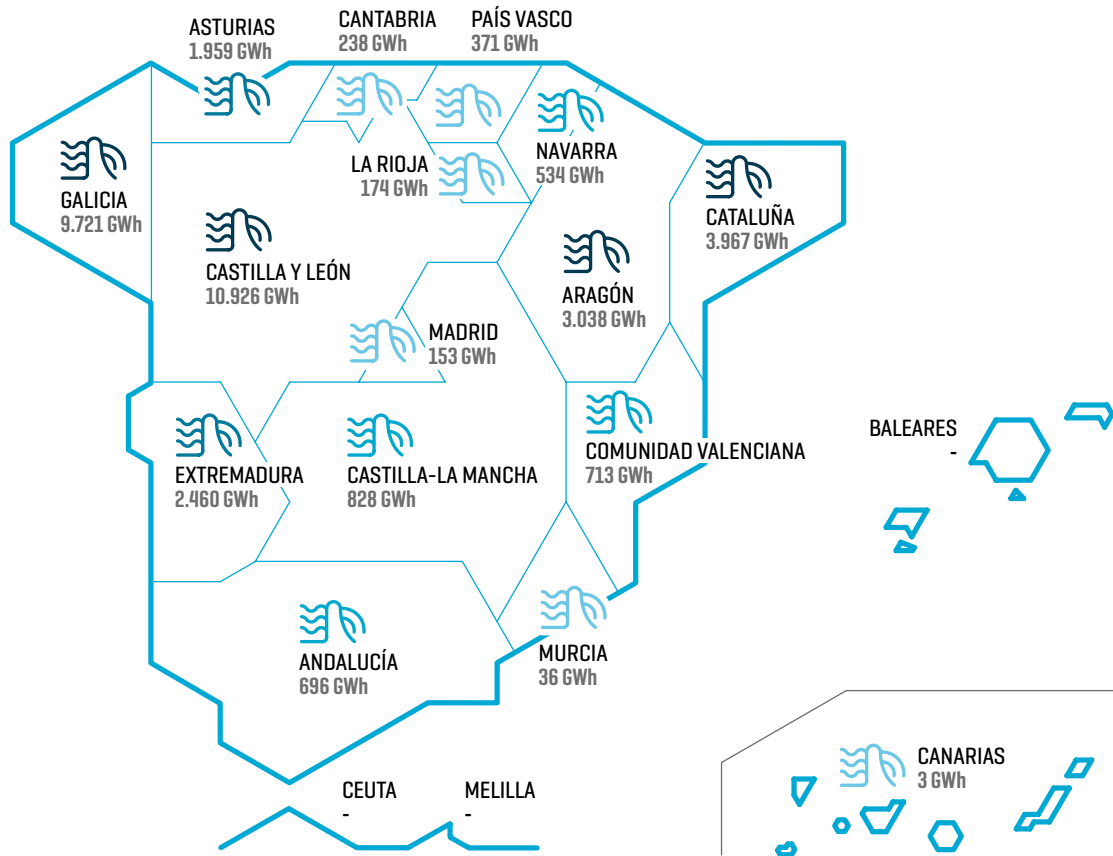 ASTURIAS
1.959 GWh
CANTABRIA
238 GWh
PAÍS VASCO
371 GWh
GALICIA
9.721 GWh
LA RIOJA
174 GWh
NAVARRA
534 GWh
CATALUÑA
3.967 GWh
CASTILLA Y LEÓN
10.926 GWh
ARAGÓN
3.038 GWh
MADRID
153 GWh
EXTREMADURA
2.460 GWh
CASTILLA-LA MANCHA
828 GWh
COMUNIDAD VALENCIANA
713 GWh
BALEARES
-
ANDALUCÍA
696 GWh
MURCIA
36 GWh
CEUTA
-
MELILLA
-
CANARIAS
3 GWh